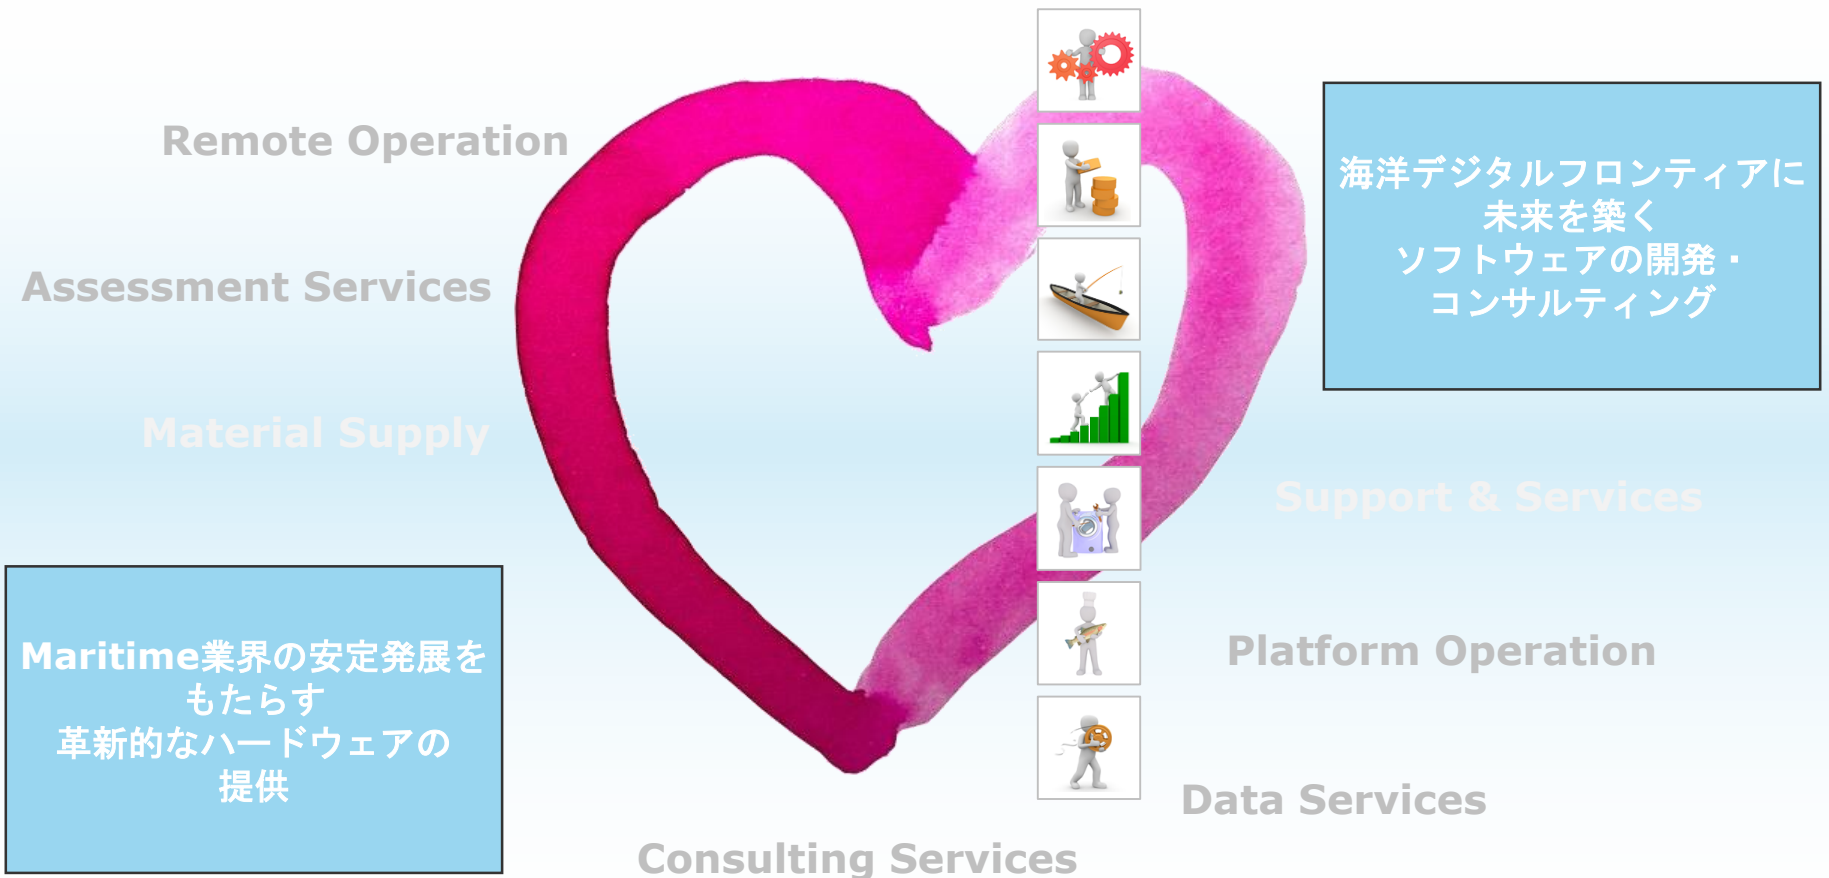 Remote Operation
Assessment Services
Material Supply
Maritime業界の安定発展を
もたらす
革新的なハードウェアの
提供
海洋デジタルフロンティアに
未来を築く
ソフトウェアの開発・
コンサルティング
Support & Services
Platform Operation
Data Services
Consulting Services